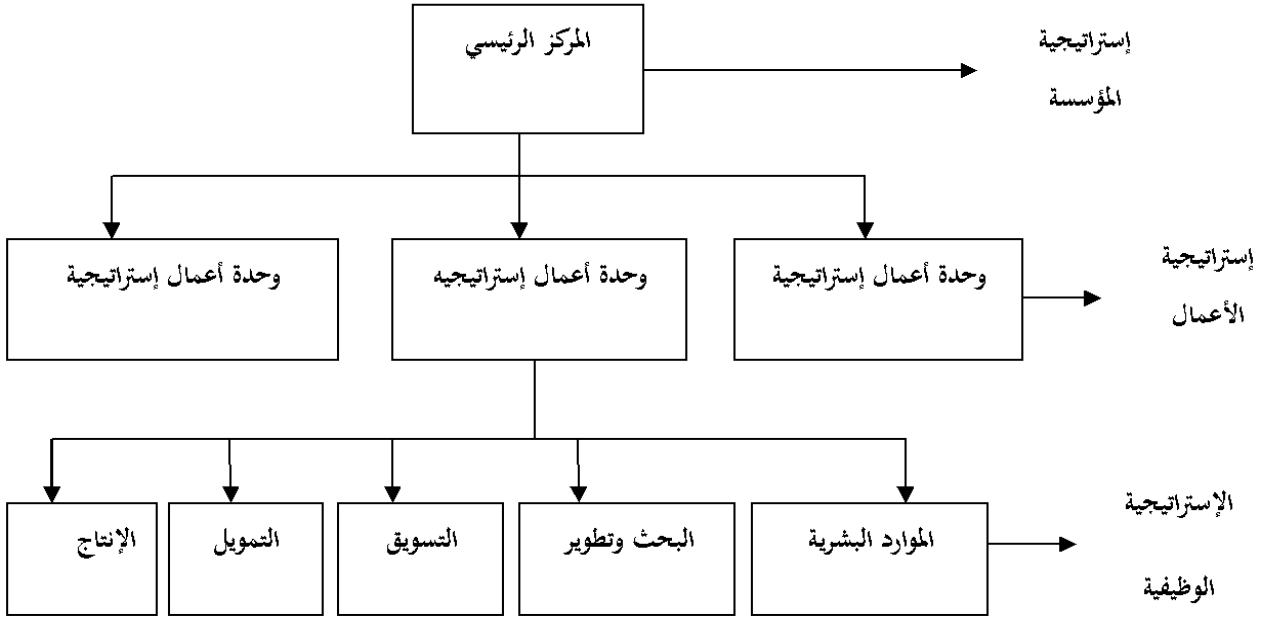 المركز الرئيسي
إستراتيجية
المؤسسة
وحدة أعمال إستراتيجية
وحدة أعمال إستراتيجيه
وحدة أعمال إستراتيجية
إستراتيجية
الأعمال
الموارد البشرية
البحث وتطوير
التسويق
التمويل
الإنتاج
الإستراتيجية
الوظيفية